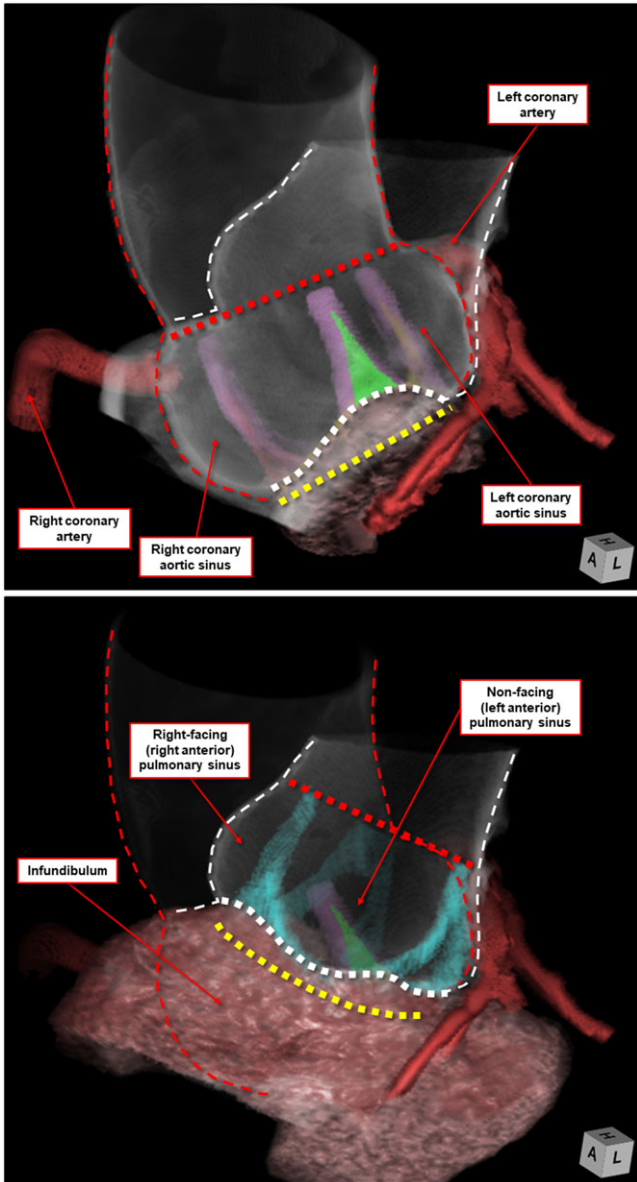 Left coronary
artery
Right coronary
artery
Right coronary
aortic sinus
Left coronary
aortic sinus
H
A L
Right-facing
(right anterior)
pulmonary sinus
Non-facing
(left anterior)
pulmonary sinus
Infundibulum
H
A L